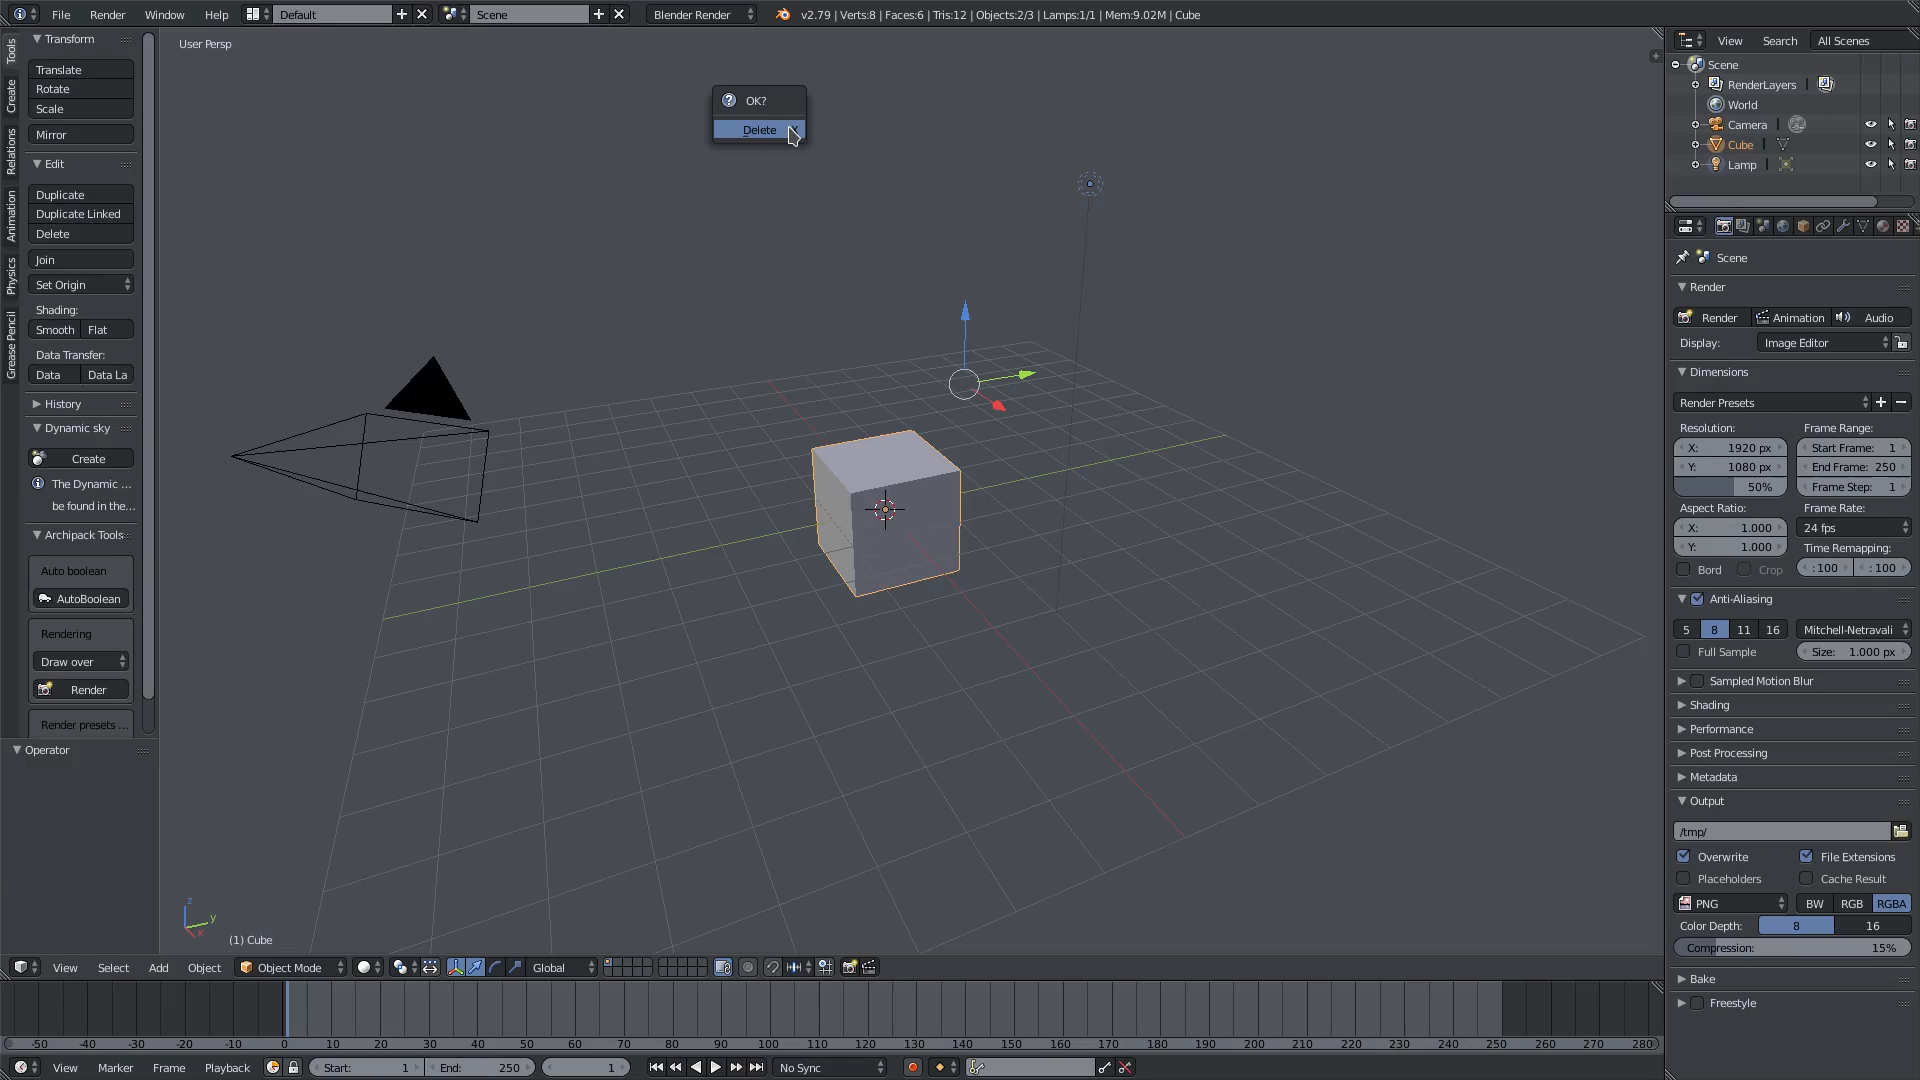 File Render Window Help Default Scene Blender Render v2.79 | Verts:8 | Faces:6 | Tris:12 | Objects:2/3 | Lamps:1/1 | Mem:9.02M | Cube
Tools
Create
Relations
Animation
Physics
Grease Pencil
Transform
Translate
Rotate
Scale
Mirror
Edit
Duplicate
Duplicate Linked
Delete
Join
Set Origin
Shading:
Smooth Flat
Data Transfer:
Data Data La
History
Dynamic sky
Create
The Dynamic ...
be found in the...
Archipack Tools
Auto boolean
AutoBoolean
Rendering
Draw over
Render
Render presets ...
Operator
User Persp
OK?
Delete
z
y
x
(1) Cube
View Select Add Object Object Mode Global
-50 -40 -30 -20 -10 0 10 20 30 40 50 60 70 80 90 100 110 120 130 140 150 160 170 180 190 200 210 220 230 240 250 260 270 280
View Marker Frame Playback Start: 1 End: 250 1 No Sync
View Search All Scenes
Scene
RenderLayers |
World
Camera |
Cube |
Lamp |
Scene
Render
Render Animation Audio
Display: Image Editor
Dimensions
Render Presets
Resolution: Frame Range:
X: 1920 px Start Frame: 1
Y: 1080 px End Frame: 250
50% Frame Step: 1
Aspect Ratio: Frame Rate:
X: 1.000 24 fps
Y: 1.000 Time Remapping:
Bord Crop :100 :100
Anti-Aliasing
5 8 11 16 Mitchell-Netravali
Full Sample Size: 1.000 px
Sampled Motion Blur
Shading
Performance
Post Processing
Metadata
Output
/tmp/
Overwrite File Extensions
Placeholders Cache Result
PNG BW RGB RGBA
Color Depth: 8 16
Compression: 15%
Bake
Freestyle